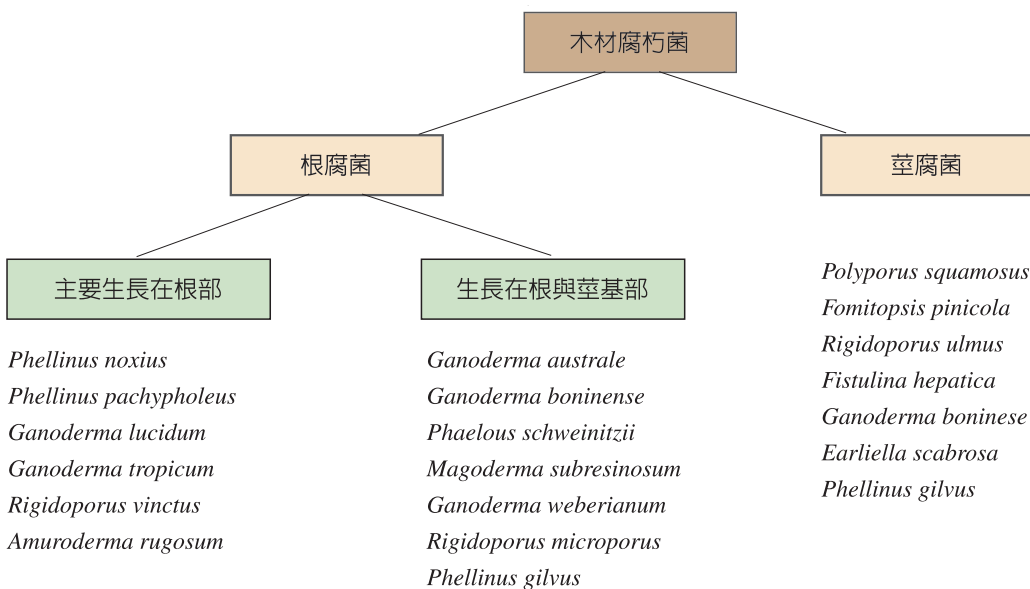 木材腐朽菌
根腐菌
莖腐菌
主要生長在根部
生長在根與莖基部
Phellinus noxius
Phellinus pachypholeus
Ganoderma lucidum
Ganoderma tropicum
Rigidoporus vinctus
Amuroderma rugosum
Ganoderma australe
Ganoderma boninense
Phaelous schweinitzii
Magoderma subresinosum
Ganoderma weberianum
Rigidoporus microporus
Phellinus gilvus
Polyporus squamosus
Fomitopsis pinicola
Rigidoporus ulmus
Fistulina hepatica
Ganoderma boninese
Earliella scabrosa
Phellinus gilvus